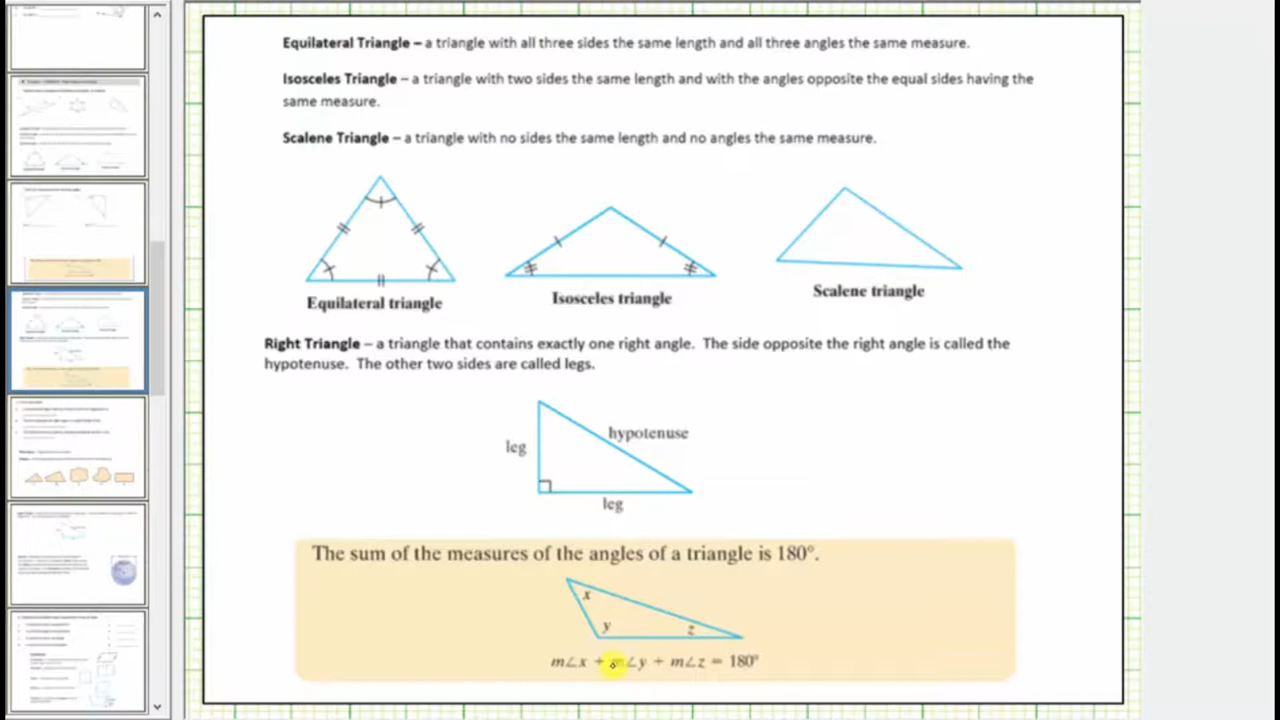 Equilateral Triangle – a triangle with all three sides the same length and all three angles the same measure.
Isosceles Triangle – a triangle with two sides the same length and with the angles opposite the equal sides having the
same measure.
Scalene Triangle – a triangle with no sides the same length and no angles the same measure.
Equilateral triangle
Isosceles triangle
Scalene triangle
Right Triangle – a triangle that contains exactly one right angle.  The side opposite the right angle is called the
hypotenuse.  The other two sides are called legs.
leg
hypotenuse
leg
The sum of the measures of the angles of a triangle is 180°.
x
y
z
m∠x + m∠y + m∠z = 180°